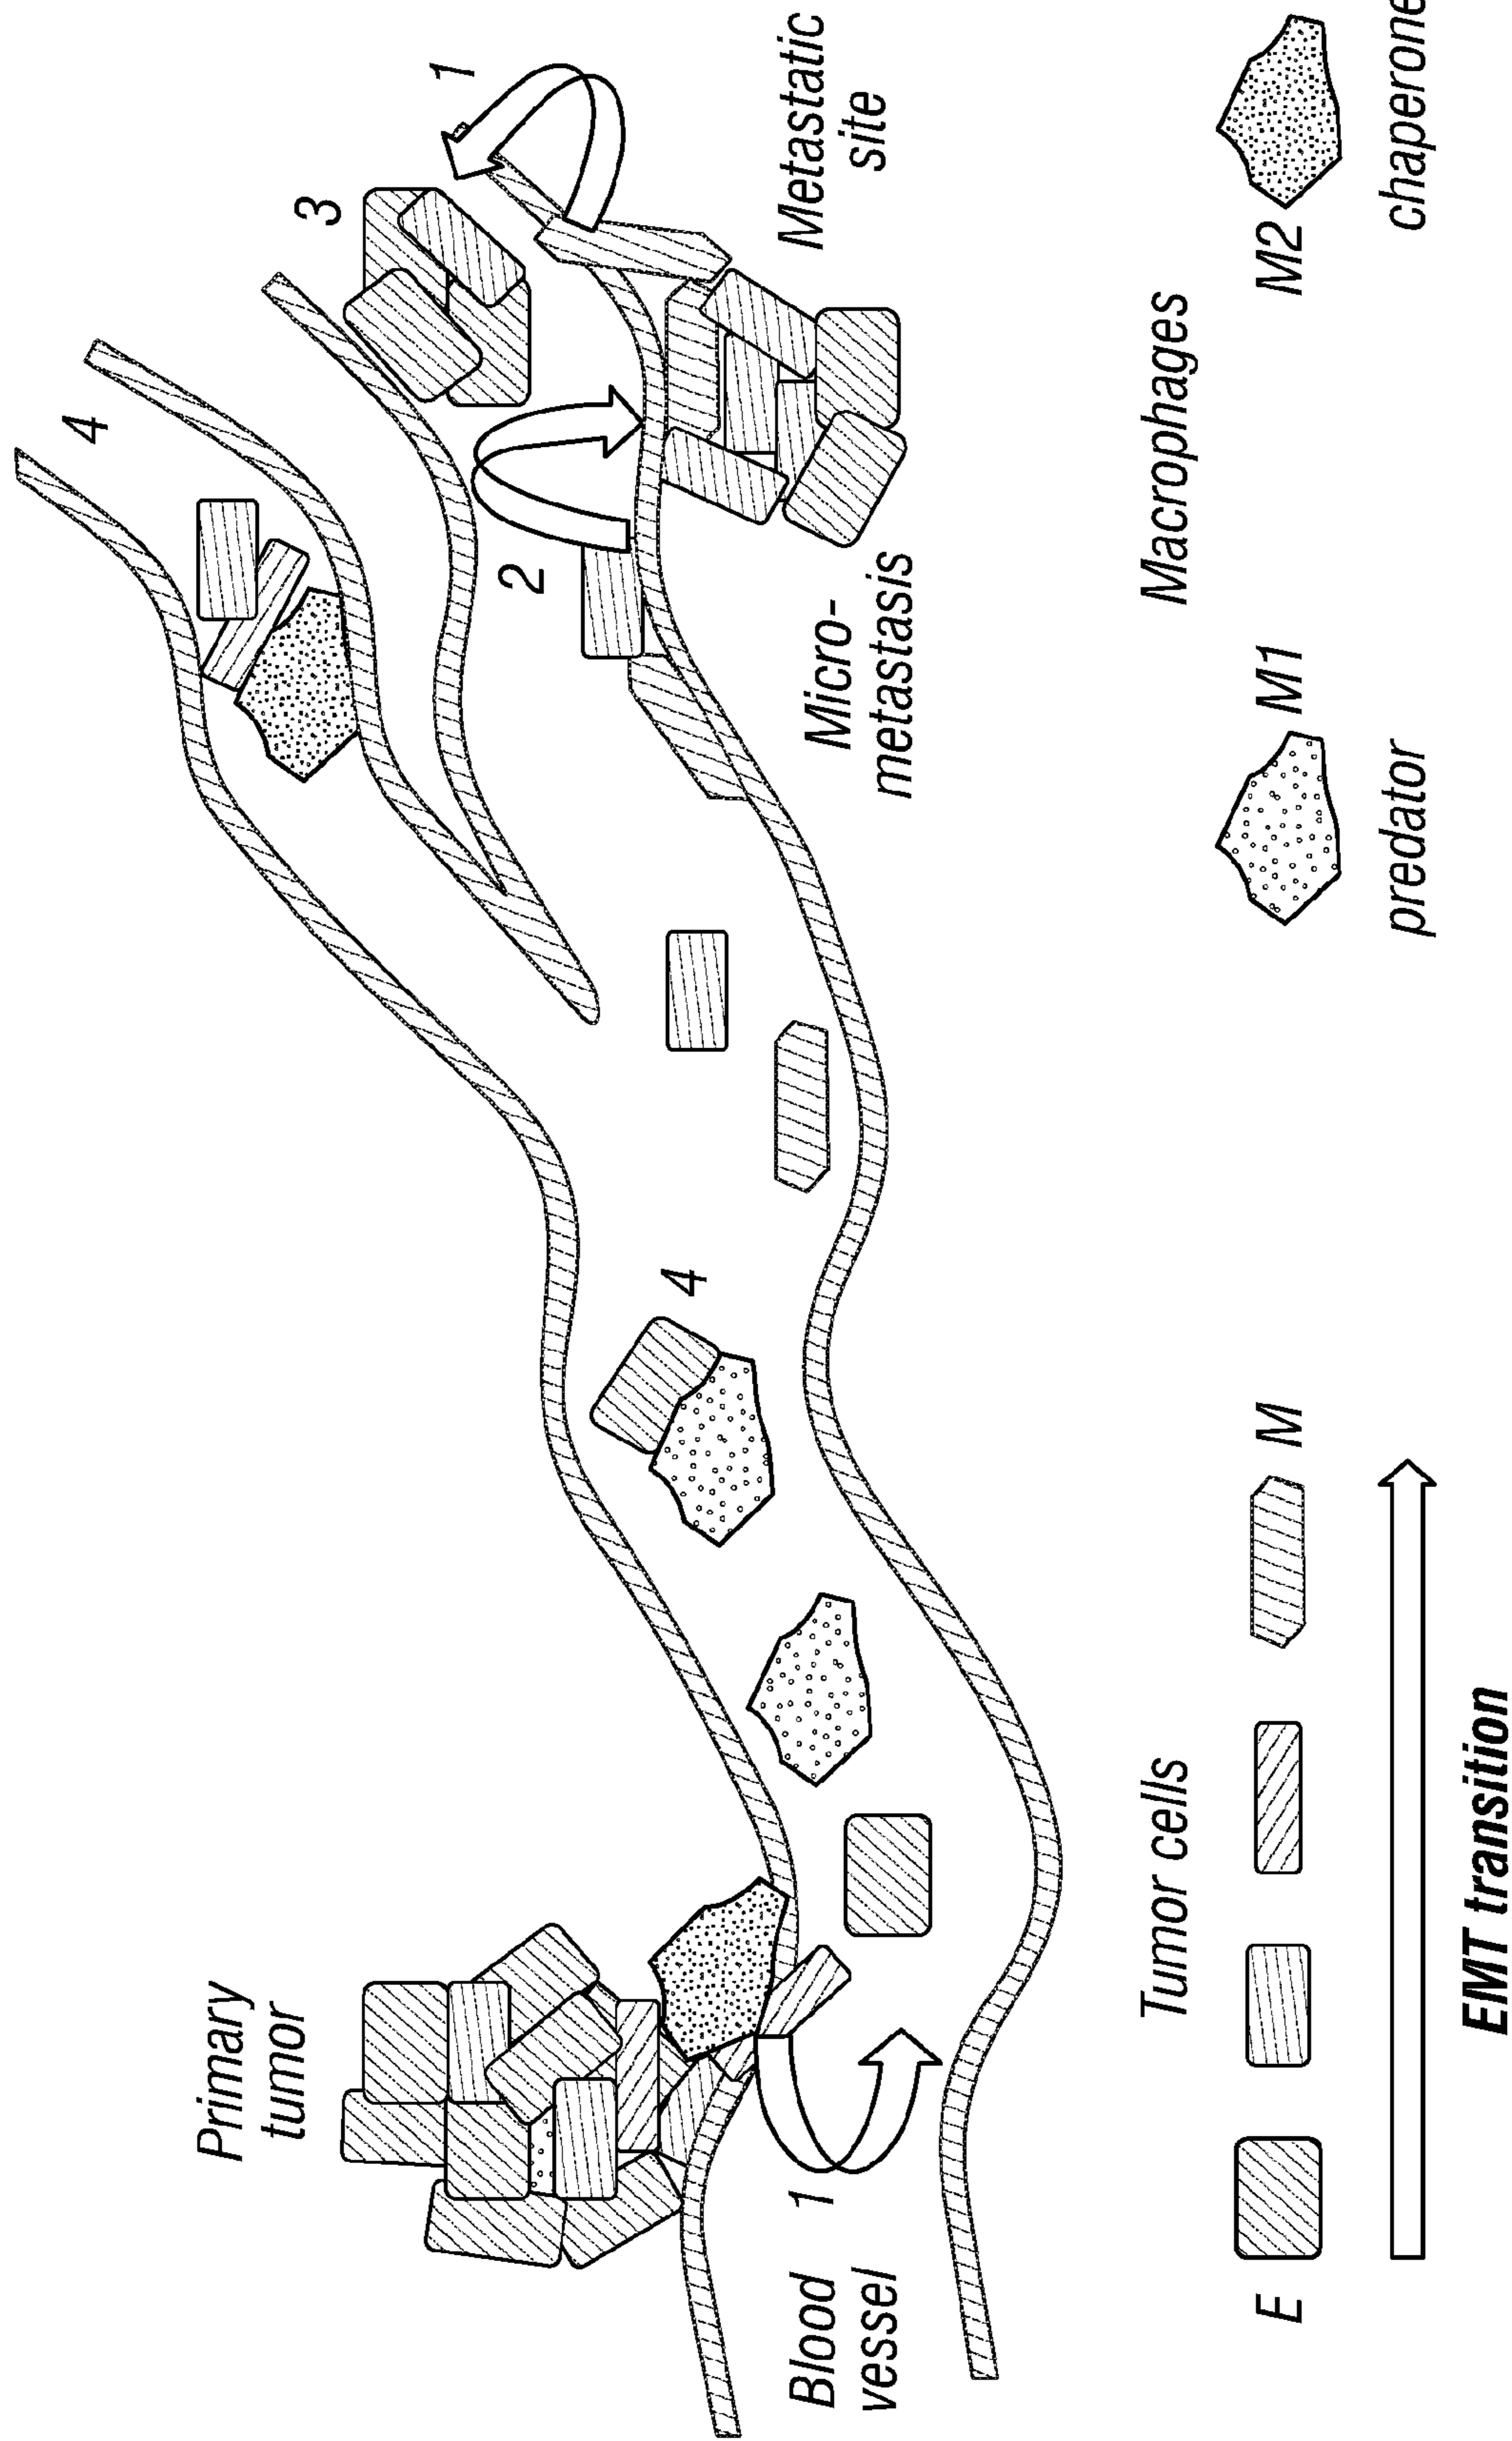 4
Primary
tumor
3
1
2
4
Blood
vessel
1
Micro-
metastasis
Metastatic
site
Tumor cells
Macrophages
E
M
M1
M2
predator
chaperone
EMT transition